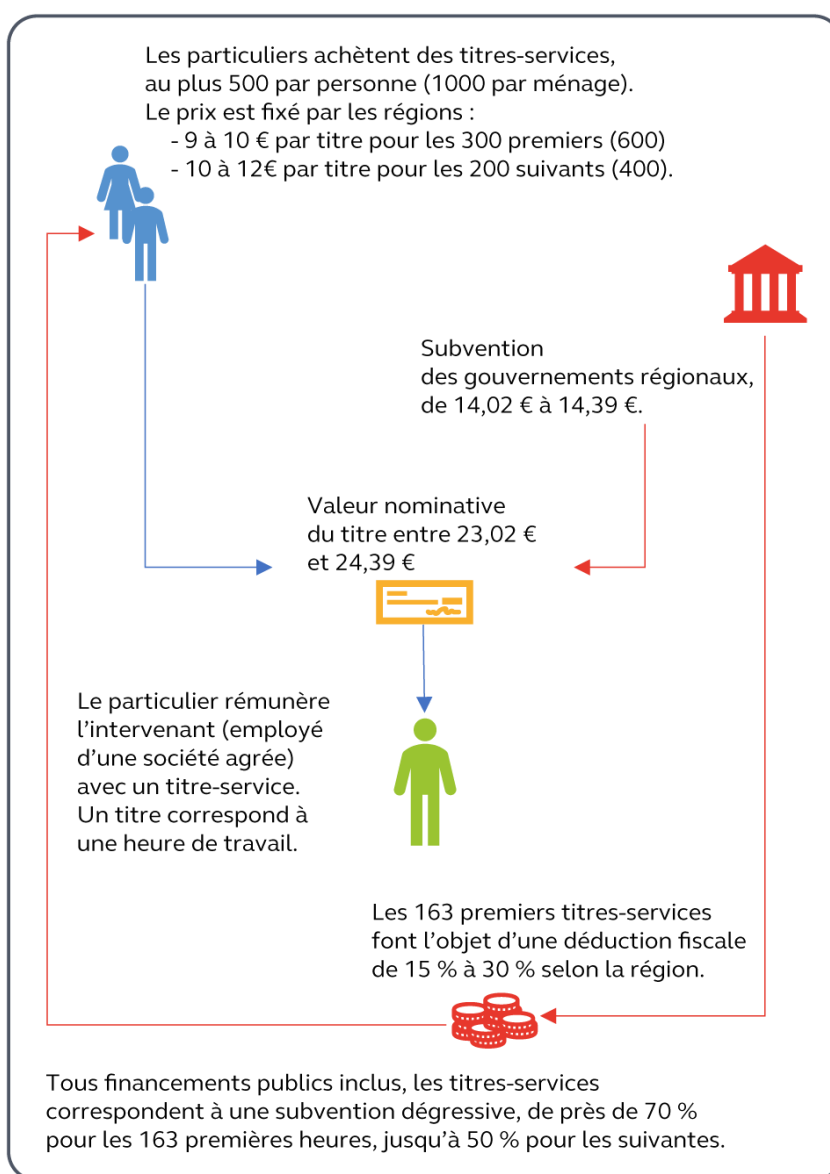 Les particuliers achètent des titres-services,
au plus 500 par personne (1000 par ménage).
Le prix est fixé par les régions :
- 9 à 10 € par titre pour les 300 premiers (600)
- 10 à 12€ par titre pour les 200 suivants (400).
Subvention
des gouvernements régionaux,
de 14,02 € à 14,39 €.
Valeur nominative
du titre entre 23,02 €
et 24,39 €
Le particulier rémunère
l'intervenant (employé
d'une société agrée)
avec un titre-service.
Un titre correspond à
une heure de travail.
Les 163 premiers titres-services
font l'objet d'une déduction fiscale
de 15 % à 30 % selon la région.
Tous financements publics inclus, les titres-services
correspondent à une subvention dégressive, de près de 70 %
pour les 163 premières heures, jusqu'à 50 % pour les suivantes.